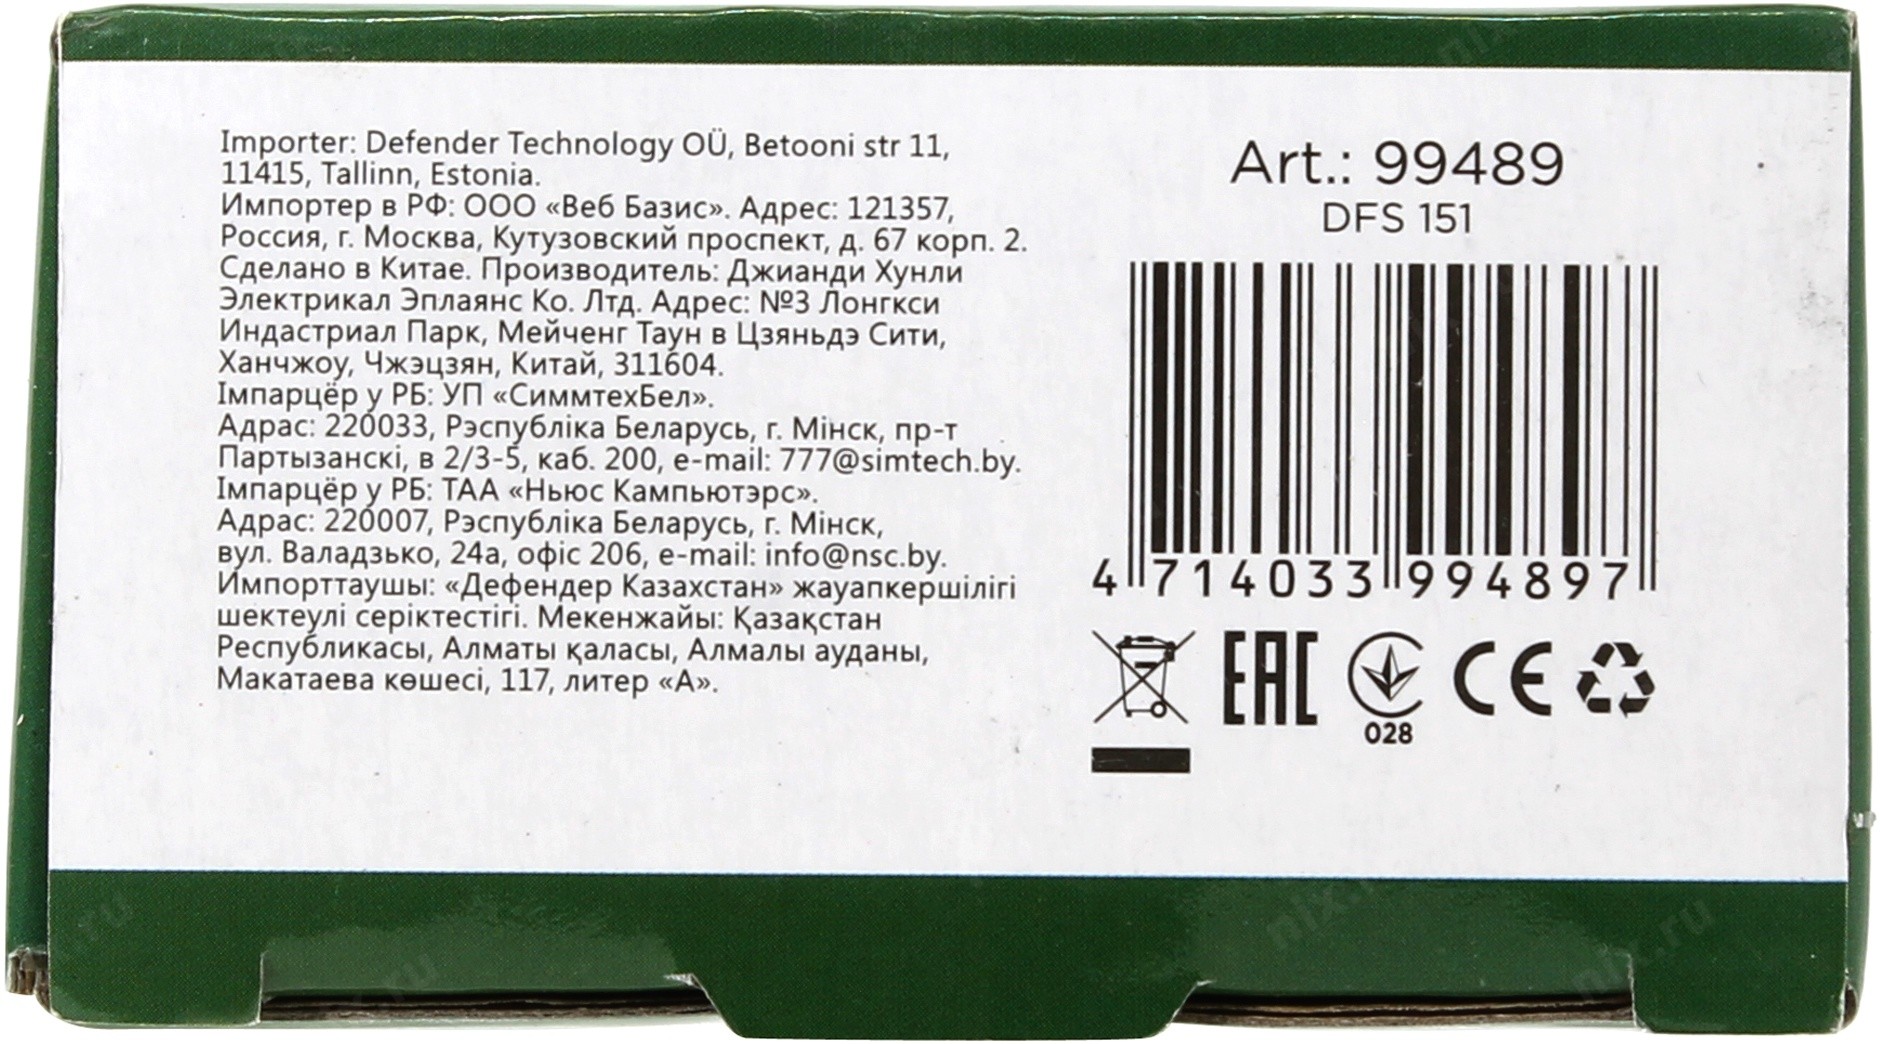 Importer: Defender Technology OÜ, Betooni str 11,
11415, Tallinn, Estonia.
Импортер в РФ: ООО «Веб Базис». Адрес: 121357,
Россия, г. Москва, Кутузовский проспект, д. 67 корп. 2.
Сделано в Китае. Производитель: Джианди Хунли
Электрикал Эплаянс Ко. Лтд. Адрес: №3 Лонгкси
Индастриал Парк, Мейченг Таун в Цзяньдэ Сити,
Ханчжоу, Чжэцзян, Китай, 311604.
Імпарцёр у РБ: УП «СиммтехБел».
Адрас: 220033, Рэспубліка Беларусь, г. Мінск, пр-т
Партызанскі, в 2/3-5, каб. 200, e-mail: 777@simtech.by.
Імпарцёр у РБ: ТАА «Ньюс Кампьютэрс».
Адрас: 220007, Рэспубліка Беларусь, г. Мінск,
вул. Валадзько, 24а, офіс 206, e-mail: info@nsc.by.
Импорттаушы: «Дефендер Казахстан» жауапкершілігі
шектеулі серіктестігі. Мекенжайы: Қазақстан
Республикасы, Алматы қаласы, Алмалы ауданы,
Макатаева көшесі, 117, литер «А».
Art.: 99489
DFS 151
4 714033 994897
EAC
CE
028
nix.ru